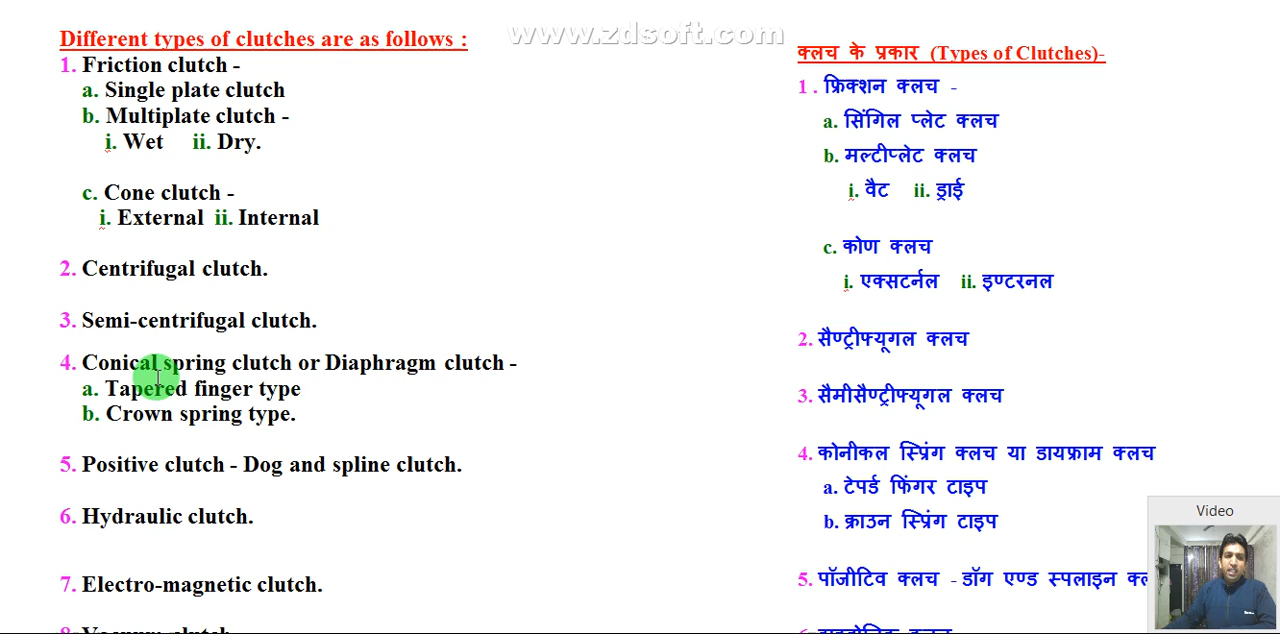 www.zdsoft.com
Different types of clutches are as follows :
1. Friction clutch -
a. Single plate clutch
b. Multiplate clutch -
i. Wet ii. Dry.
c. Cone clutch -
i. External ii. Internal
2. Centrifugal clutch.
3. Semi-centrifugal clutch.
4. Conical spring clutch or Diaphragm clutch -
a. Tapered finger type
b. Crown spring type.
5. Positive clutch - Dog and spline clutch.
6. Hydraulic clutch.
7. Electro-magnetic clutch.
8. Vacuum clutch
क्लच के प्रकार (Types of Clutches)-
1 . फ्रिक्शन क्लच -
a. सिंगिल प्लेट क्लच
b. मल्टीप्लेट क्लच
i. वैट ii. ड्राई
c. कोण क्लच
i. एक्सटर्नल ii. इण्टरनल
2. सैण्ट्रीफ्यूगल क्लच
3. सैमीसैण्ट्रीफ्यूगल क्लच
4. कोनीकल स्प्रिंग क्लच या डायफ्राम क्लच
a. टेपर्ड फिंगर टाइप
b. क्राउन स्प्रिंग टाइप
5. पॉजीटिव क्लच - डॉग एण्ड स्पलाइन
Video